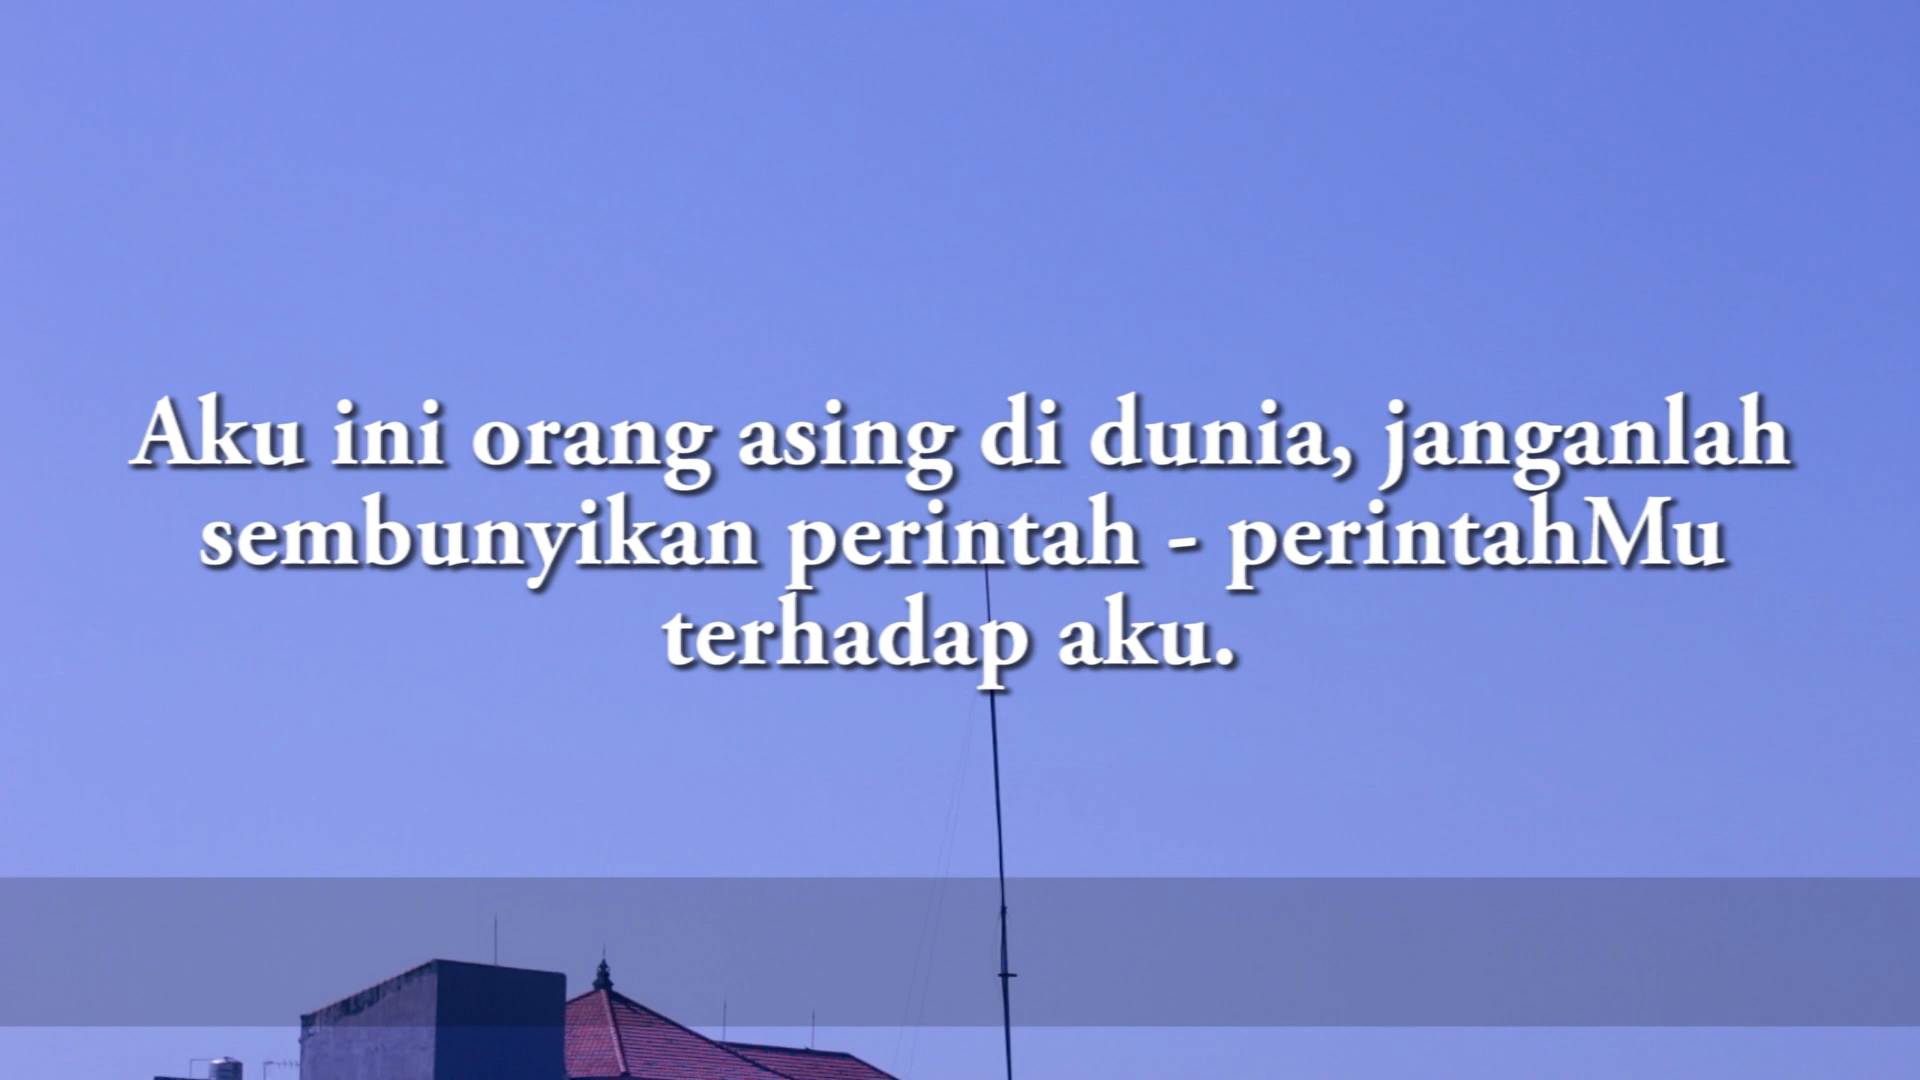 Aku ini orang asing di dunia, janganlah
sembunyikan perintah - perintahMu
terhadap aku.